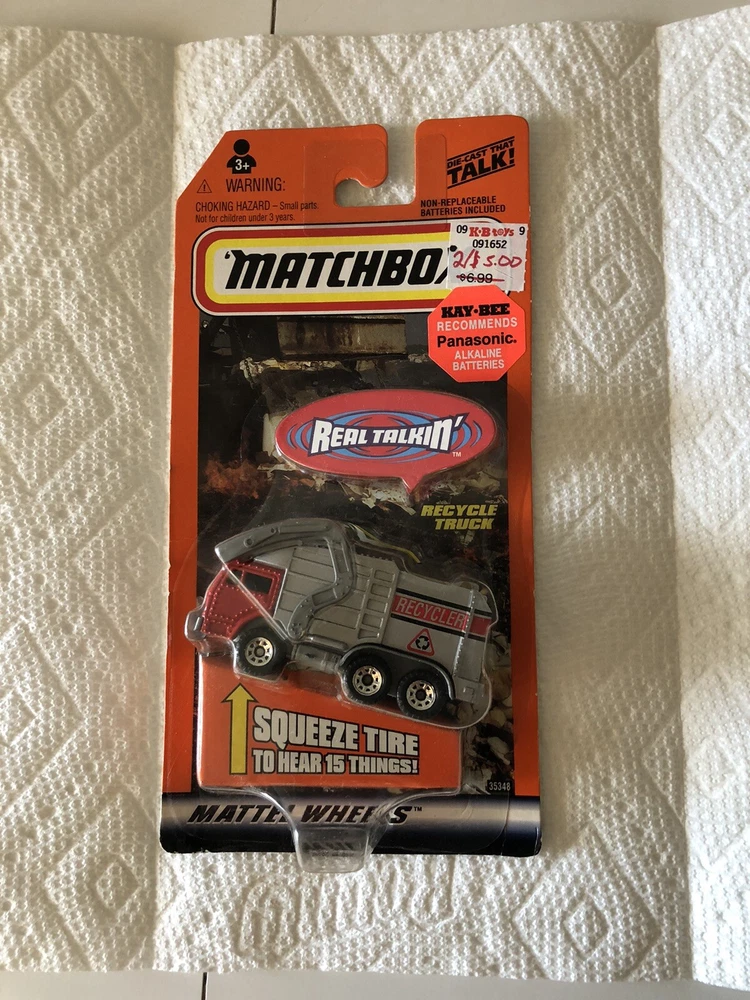 3+
WARNING:
CHOKING HAZARD – Small parts.
Not for children under 3 years.
DIE-CAST THAT
TALK!
NON-REPLACEABLE
BATTERIES INCLUDED
MATCHBOX
09 K·B toys 9
091652
2/$5.00
$6.99
KAY·BEE
RECOMMENDS
Panasonic.
ALKALINE
BATTERIES
REAL TALKIN'™
RECYCLE
TRUCK
RECYCLER
SQUEEZE TIRE
TO HEAR 15 THINGS!
35348
MATTEL WHEELS™